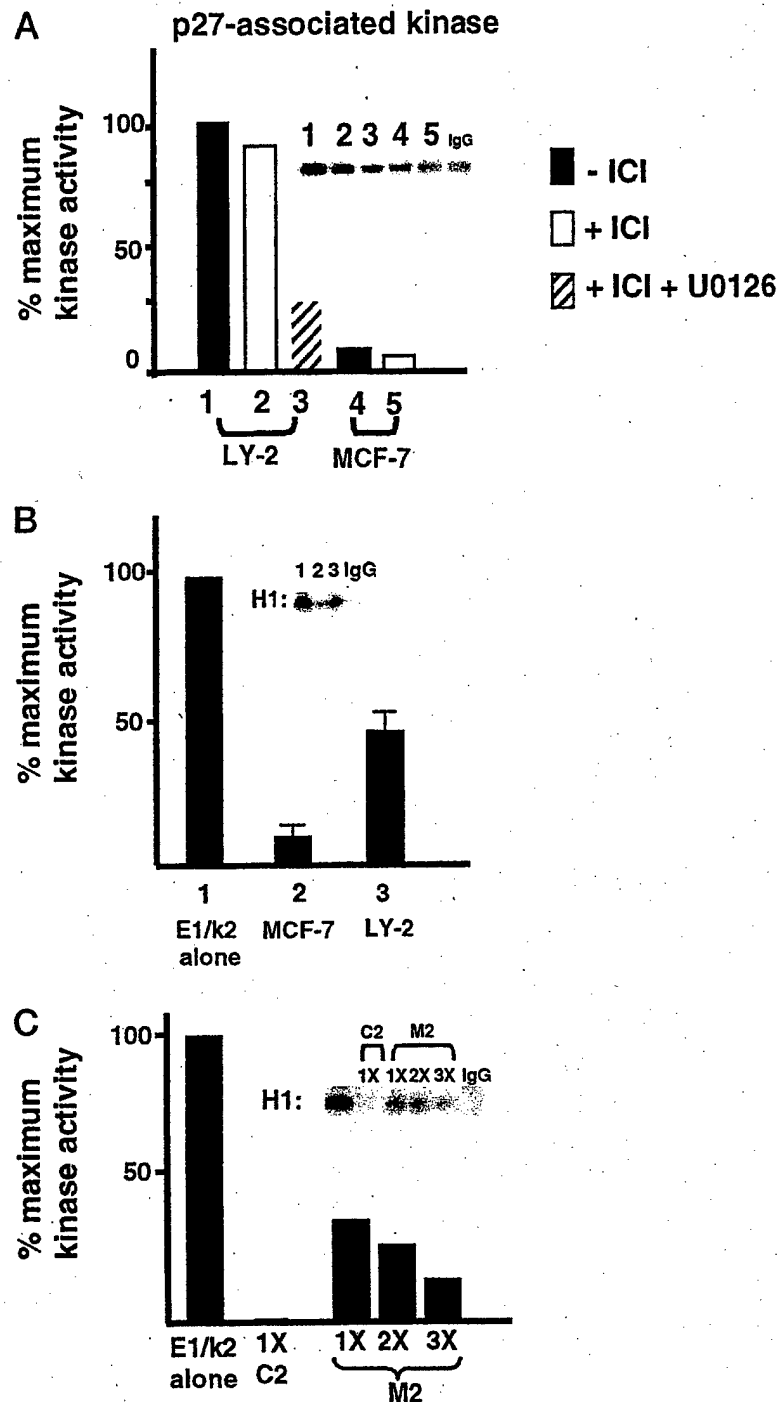 A
p27-associated kinase
% maximum
kinase activity
100
50
0
1 2 3 4 5 IgG
- ICI
+ ICI
+ ICI + U0126
1 2 3 4 5
LY-2 MCF-7
B
% maximum
kinase activity
100
50
1 2 3 IgG
H1:
1 2 3
E1/k2
alone
MCF-7
LY-2
C
% maximum
kinase activity
100
50
C2 M2
1X 1X 2X 3X IgG
H1:
E1/k2
alone
1X
C2
1X 2X 3X
M2